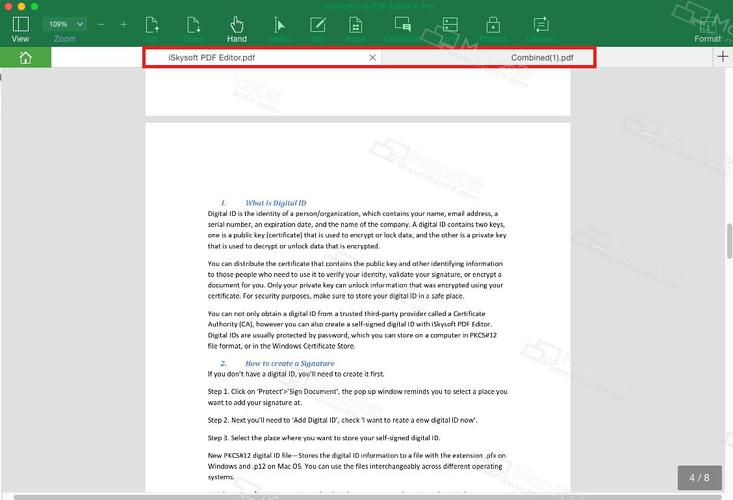 Welcome to PDF Editor 6 Pro
109%
View
Zoom
Up
Down
Hand
Select
Edit
Page
Comment
Protect
Convert
Format
iSkysoft PDF Editor.pdf
Combined(1).pdf
1. What is Digital ID
Digital ID is the identity of a person/organization, which contains your name, email address, a
serial number, an expiration date, and the name of the company. A digital ID contains two keys,
one is a public key (certificate) that is used to encrypt or lock data, and the other is a private key
that is used to decrypt or unlock data that is encrypted.
You can distribute the certificate that contains the public key and other identifying information
to those people who need to use it to verify your identity, validate your signature, or encrypt a
document for you. Only your private key can unlock information that was encrypted using your
certificate. For security purposes, make sure to store your digital ID in a safe place.
You can not only obtain a digital ID from a trusted third-party provider called a Certificate
Authority (CA), however you can also create a self-signed digital ID with iSkysoft PDF Editor.
Digital IDs are usually protected by password, which you can store on a computer in PKCS#12
file format, or in the Windows Certificate Store.
2. How to create a Signature
If you don't have a digital ID, you'll need to create it first.
Step 1. Click on 'Protect'>'Sign Document', the pop up window reminds you to select a place you
want to add your signature at.
Step 2. Next you'll need to 'Add Digital ID', check 'I want to reate a enw digital ID now'.
Step 3. Select the place where you want to store your self-signed digital ID.
New PKCS#12 digital ID file—Stores the digital ID information to a file with the extension .pfx on
Windows and .p12 on Mac OS. You can use the files interchangeably across different operating
systems.
4 / 8